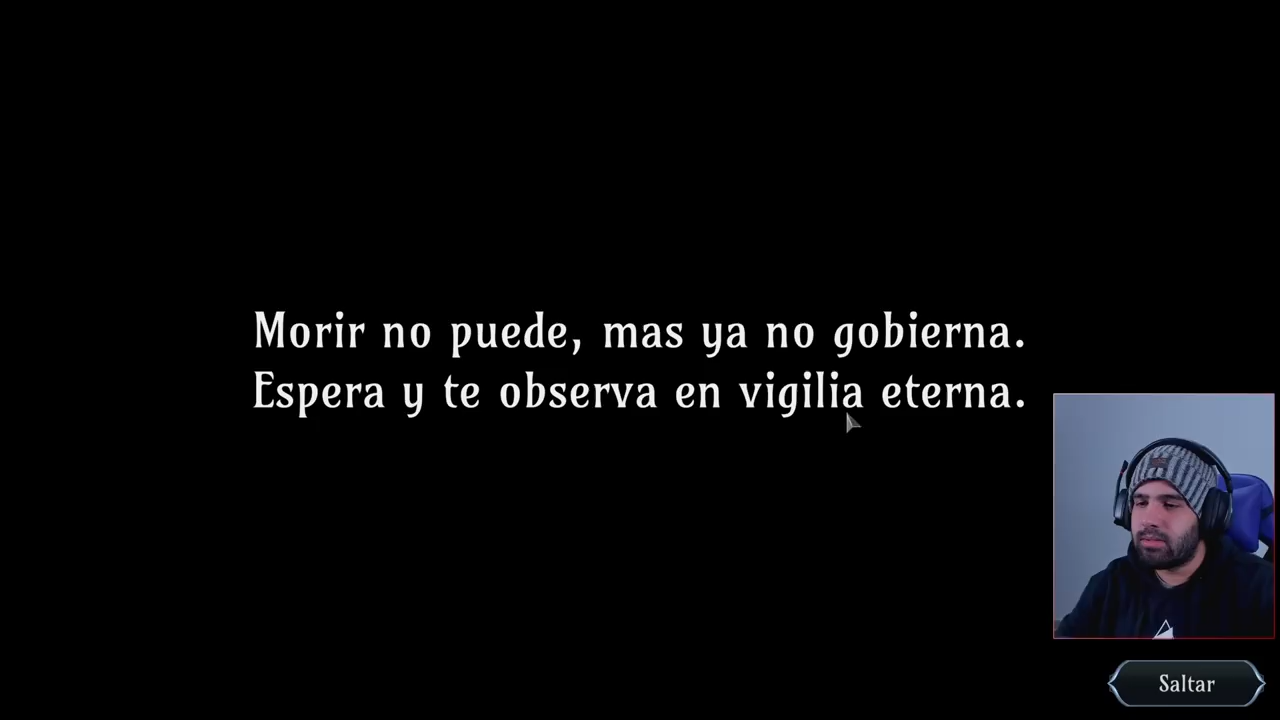 Morir no puede, mas ya no gobierna.
Espera y te observa en vigilia eterna.
Saltar